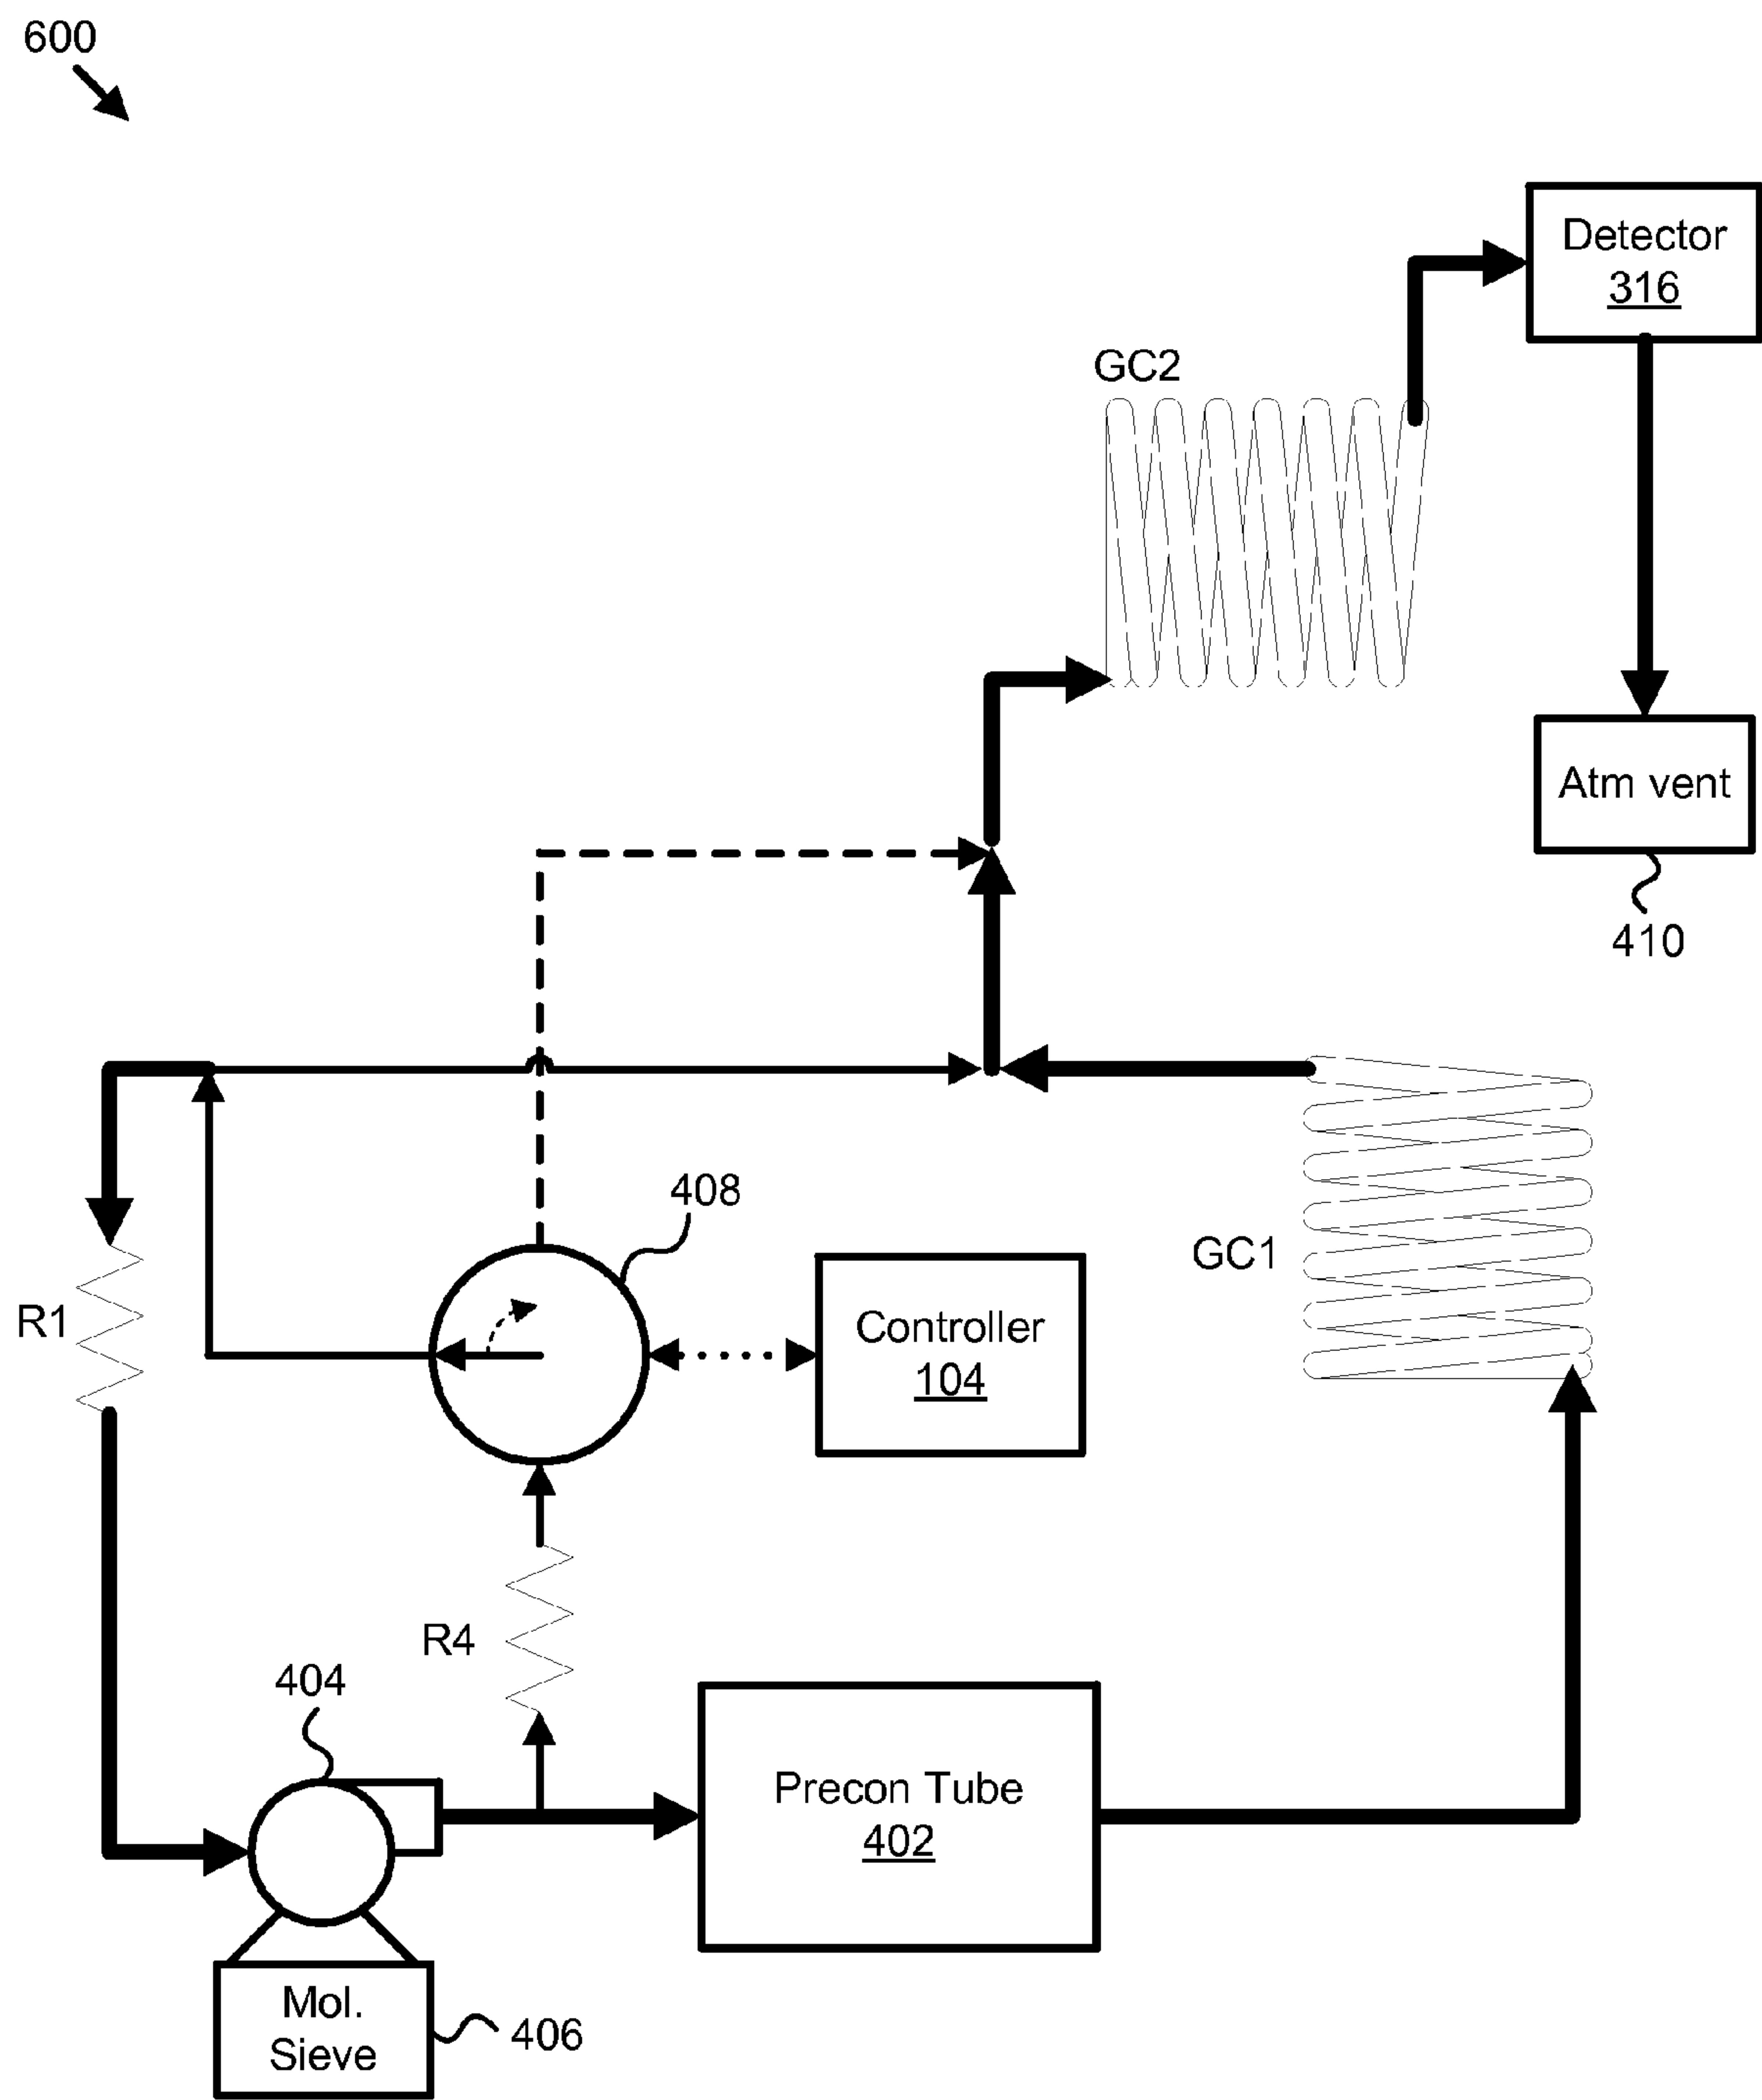 600
Detector
316
GC2
Atm vent
410
408
GC1
R1
Controller
104
R4
404
Precon Tube
402
Mol.
Sieve
406